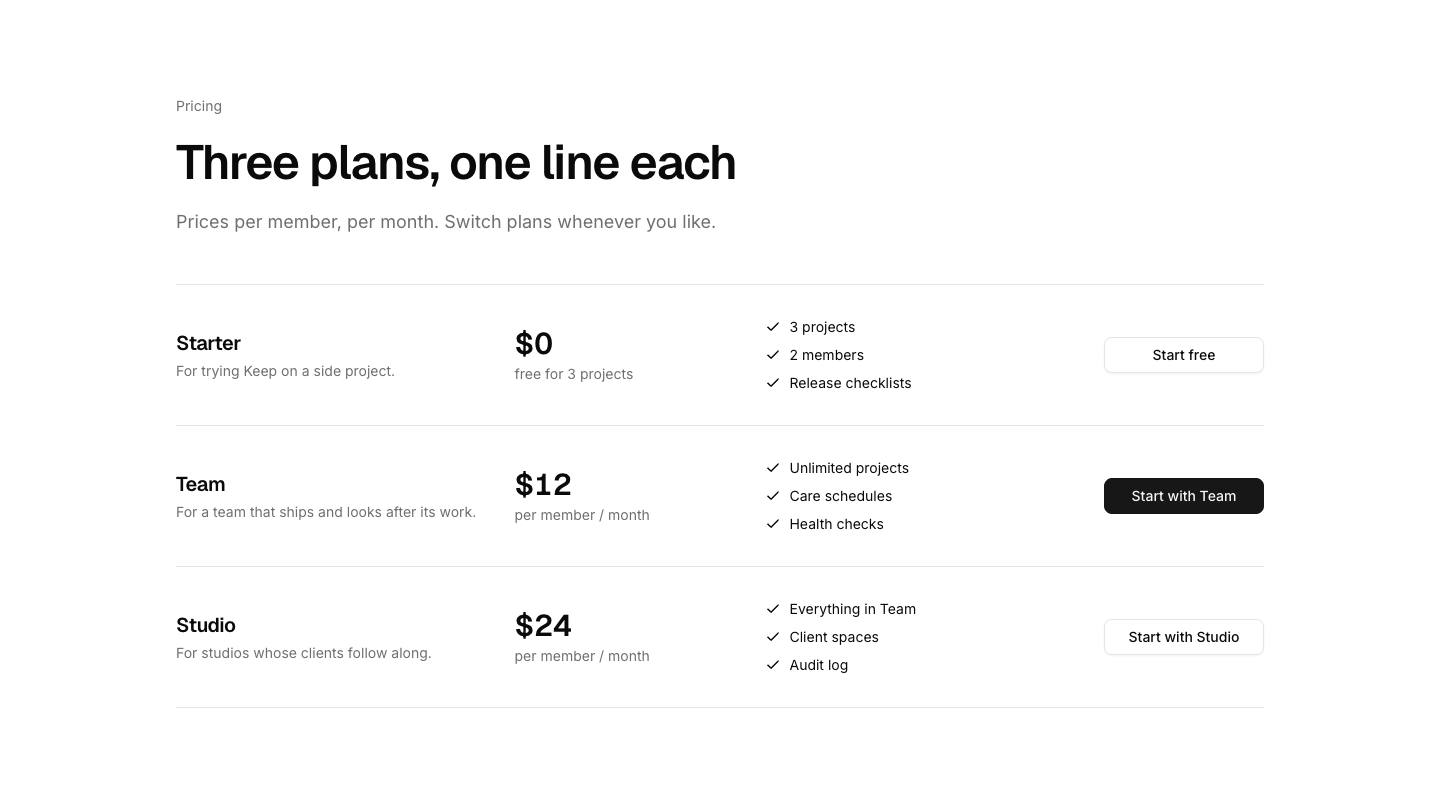 Pricing
Three plans, one line each
Prices per member, per month. Switch plans whenever you like.
Starter
For trying Keep on a side project.
$0
free for 3 projects
3 projects
2 members
Release checklists
Start free
Team
For a team that ships and looks after its work.
$12
per member / month
Unlimited projects
Care schedules
Health checks
Start with Team
Studio
For studios whose clients follow along.
$24
per member / month
Everything in Team
Client spaces
Audit log
Start with Studio